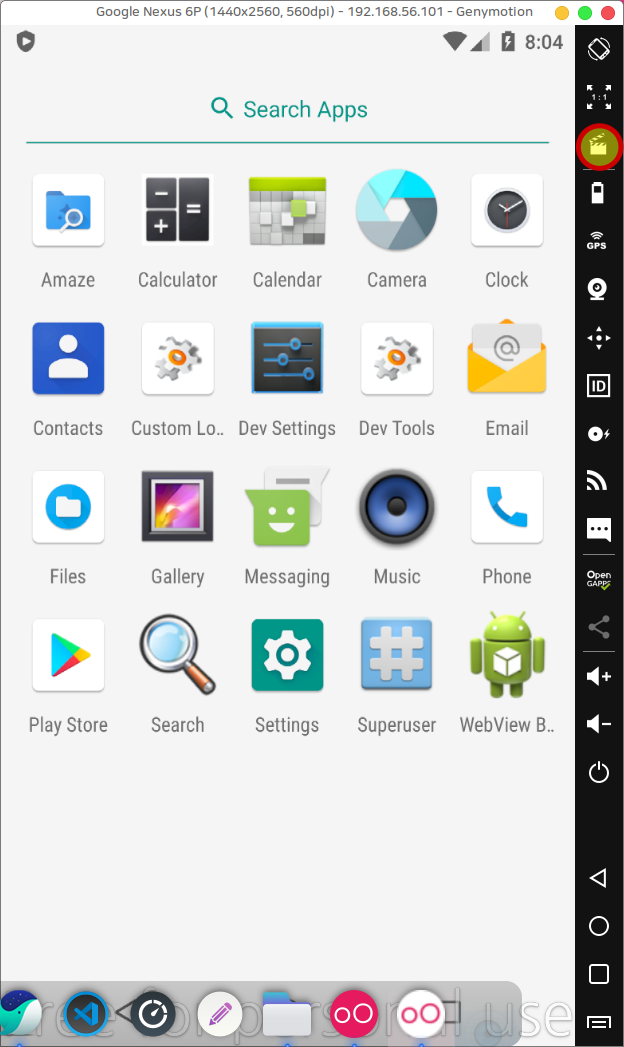 Google Nexus 6P (1440x2560, 560dpi) - 192.168.56.101 - Genymotion
8:04
Search Apps
1:1
Amaze
Calculator
Calendar
Camera
Clock
GPS
Contacts
Custom Lo..
Dev Settings
Dev Tools
Email
ID
Files
Gallery
Messaging
Music
Phone
Open
GAPPS
Play Store
Search
Settings
Superuser
WebView B..
free for personal use